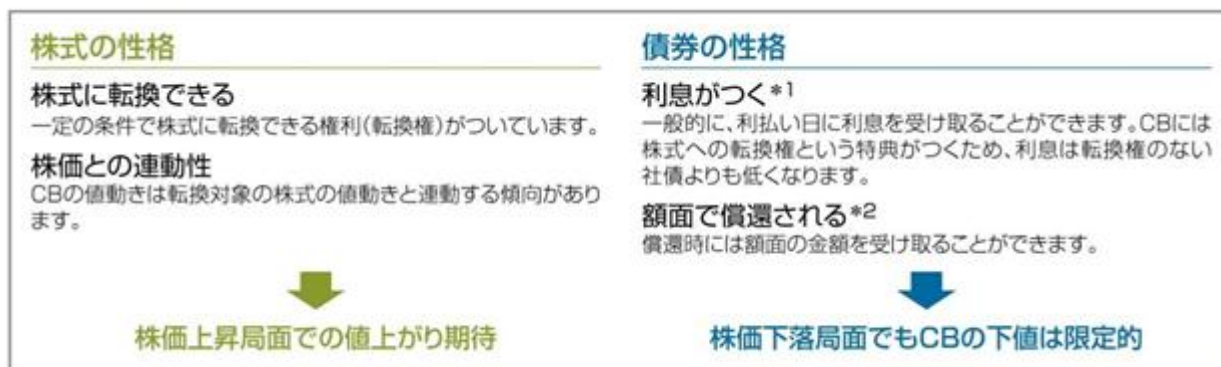 株式の性格
株式に転換できる
一定の条件で株式に転換できる権利(転換権)がついています。
株価との連動性
CBの値動きは転換対象の株式の値動きと連動する傾向があり
ます。
株価上昇局面での値上がり期待
債券の性格
利息がつく*1
一般的に、利払い日に利息を受け取ることができます。CBには
株式への転換権という特典がつくため、利息は転換権のない
社債よりも低くなります。
額面で償還される*2
償還時には額面の金額を受け取ることができます。
株価下落局面でもCBの下値は限定的